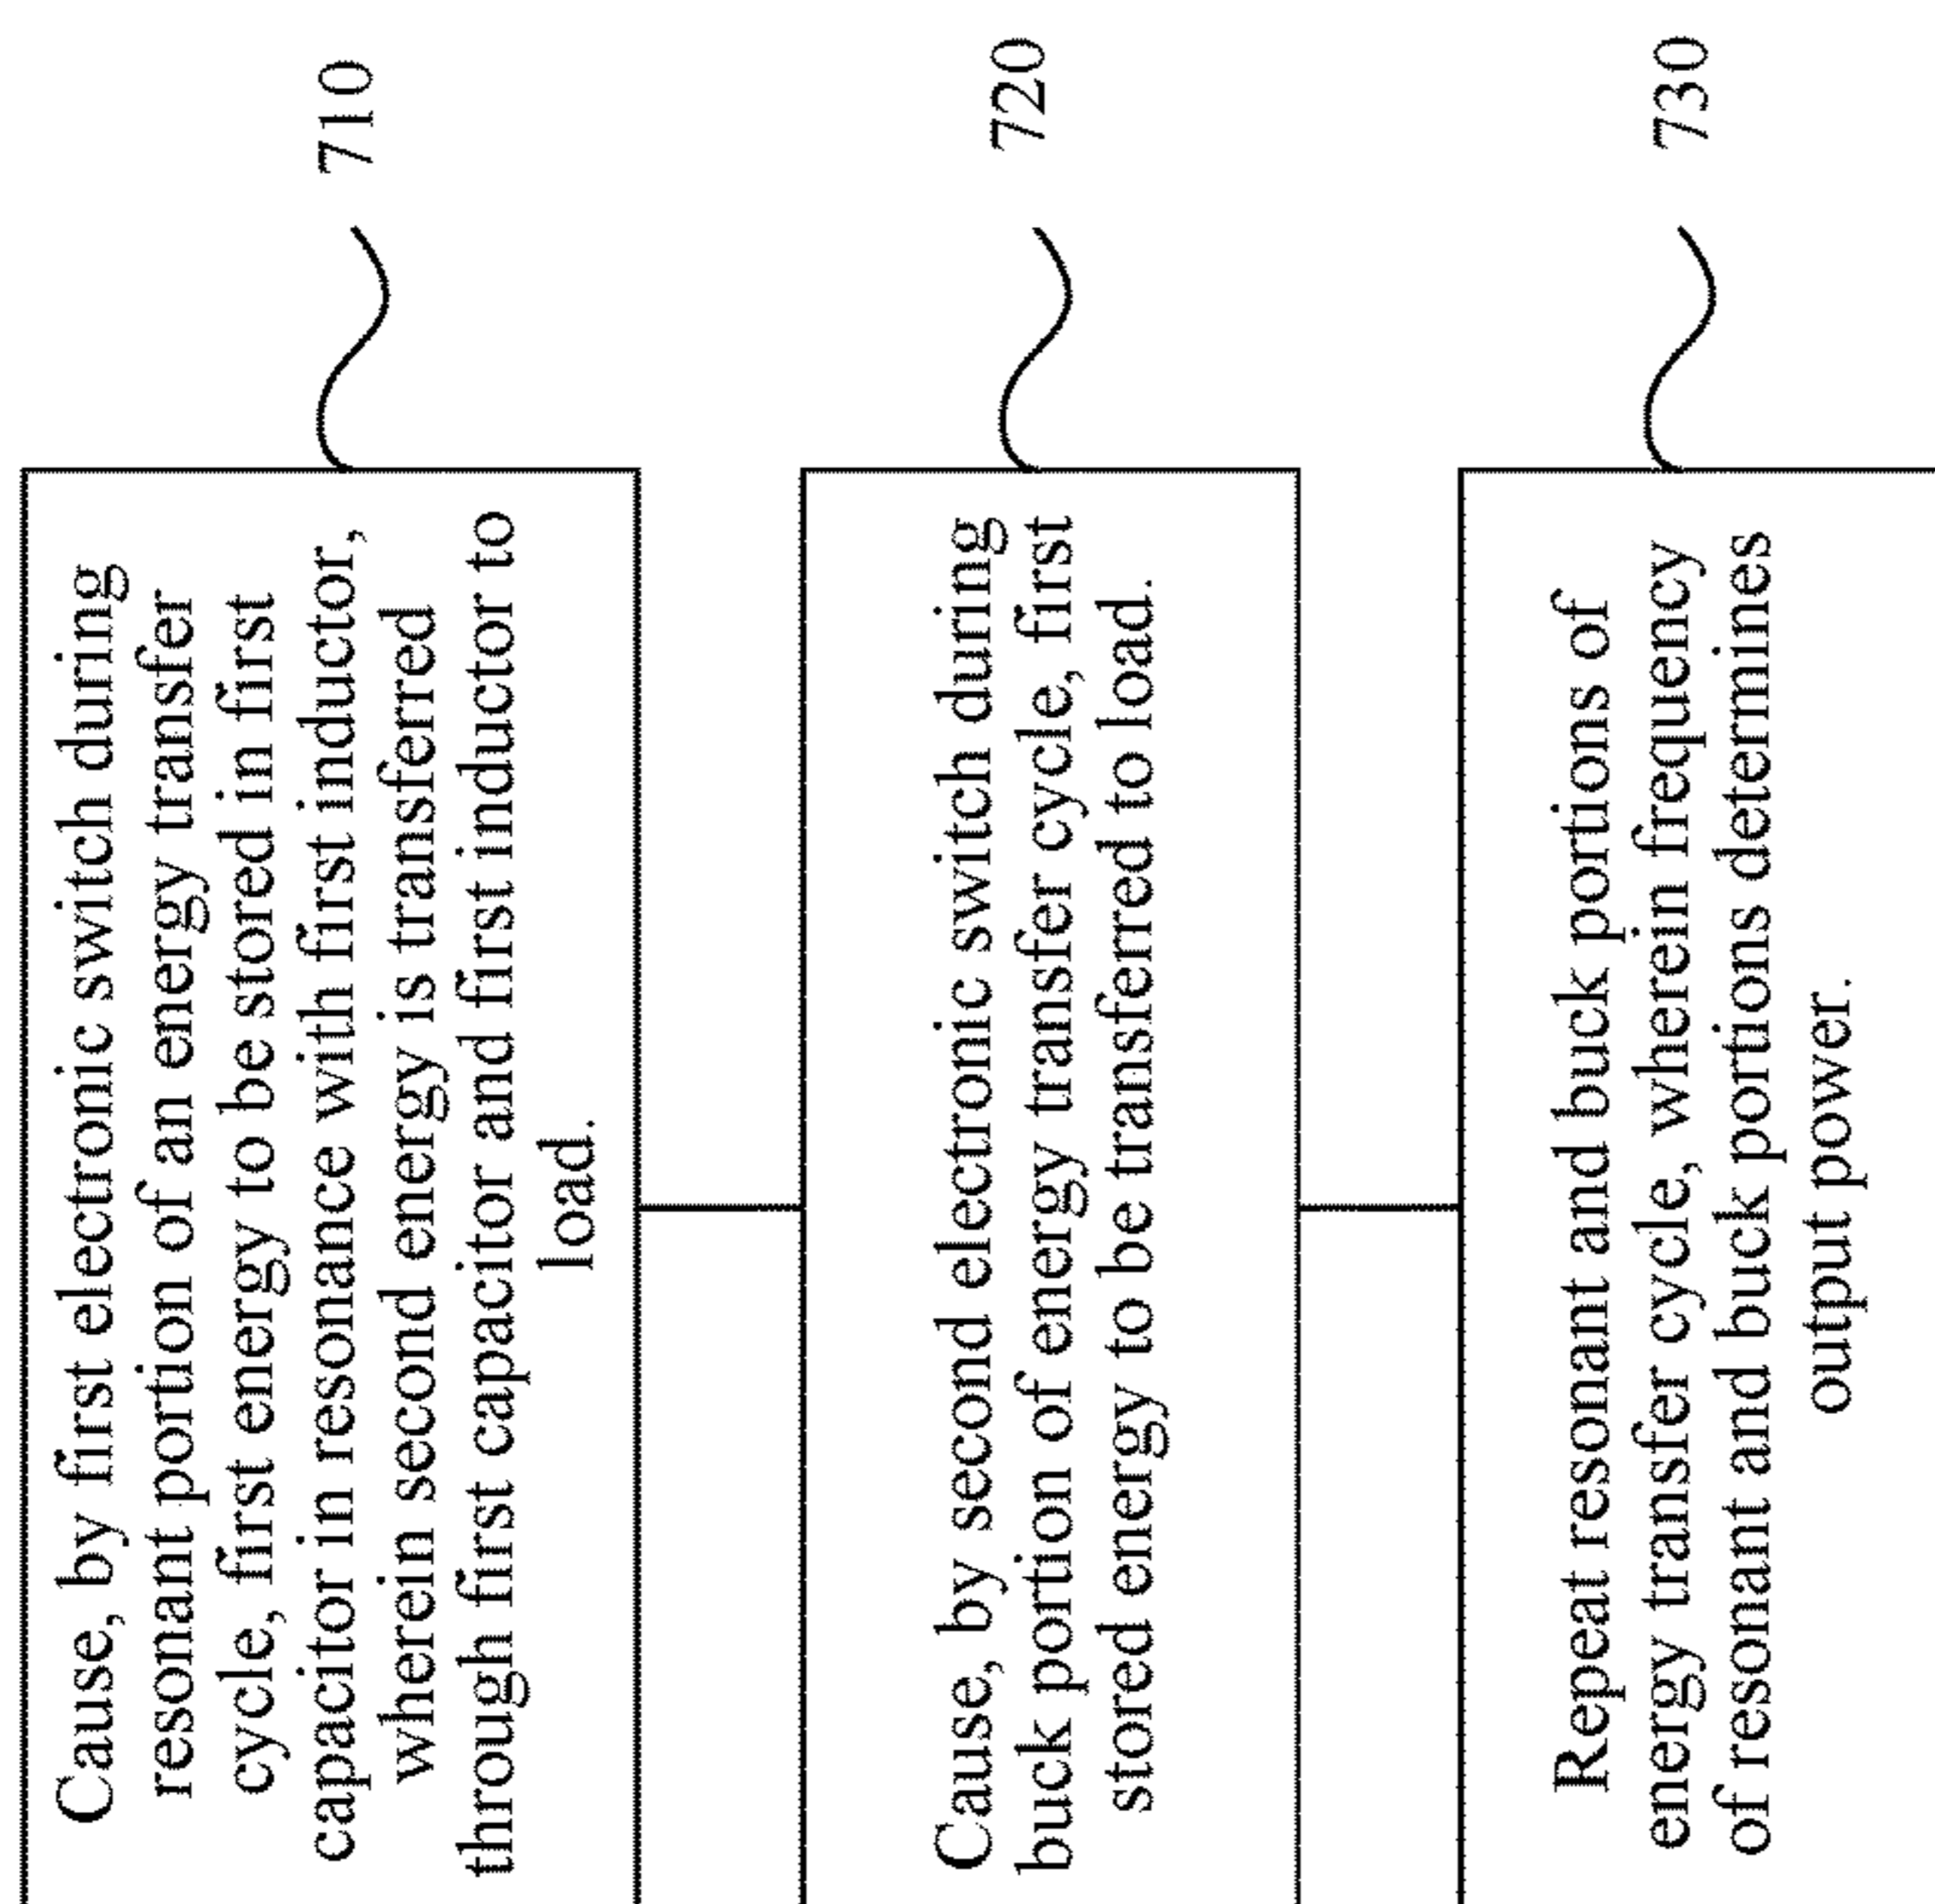 Cause, by first electronic switch during
resonant portion of an energy transfer
cycle, first energy to be stored in first
capacitor in resonance with first inductor,
wherein second energy is transferred
through first capacitor and first inductor to
load.
710
Cause, by second electronic switch during
buck portion of energy transfer cycle, first
stored energy to be transferred to load.
720
Repeat resonant and buck portions of
energy transfer cycle, wherein frequency
of resonant and buck portions determines
output power.
730